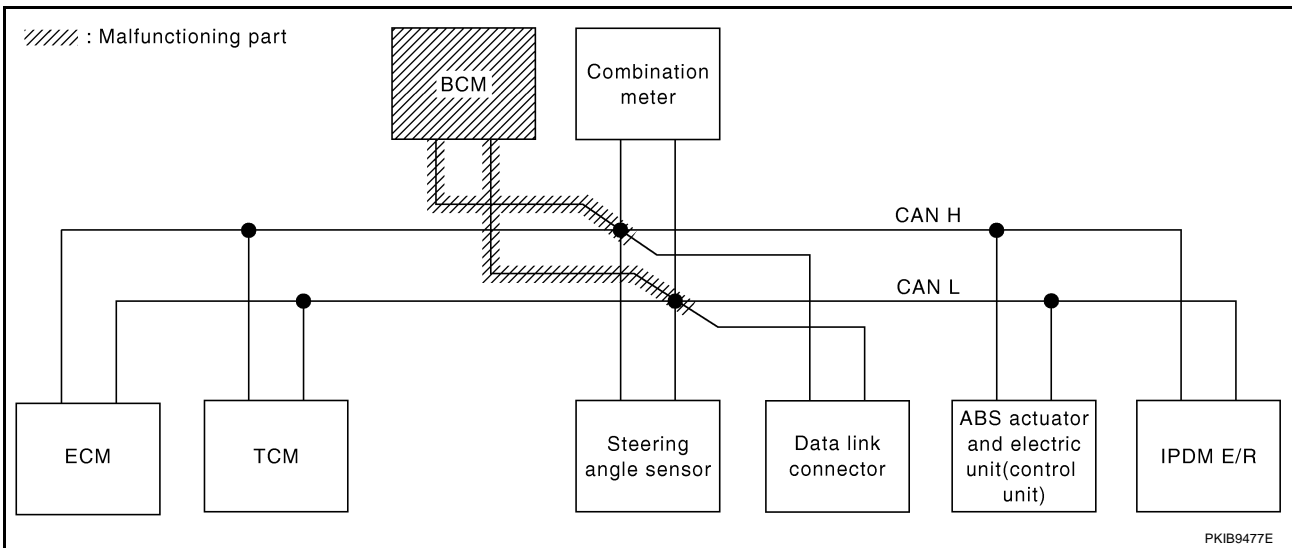 : Malfunctioning part
BCM
Combination
meter
CAN H
CAN L
ECM
TCM
Steering
angle sensor
Data link
connector
ABS actuator
and electric
unit(control
unit)
IPDM E/R
PKIB9477E